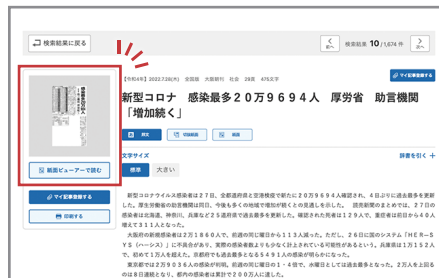 検索結果に戻る
前へ 検索結果 10/1,674 件 次へ
【令和4年】2022.7.28(木) 全国版 大阪朝刊 社会 28頁 475文字
マイ記事登録する
新型コロナ 感染最多20万9694人 厚労省 助言機関
「増加続く」
本文 切抜紙面 紙面
紙面ビューアーで読む
文字サイズ 辞書を引く +
標準 大きい
マイ記事登録する
印刷する
新型コロナウイルス感染者は27日、全都道府県と空港検疫で新たに20万9694人確認され、4日ぶりに過去最多を更新
した。厚生労働省の助言機関は同日、今後も多くの地域で増加が続くとの見通しを示した。 読売新聞のまとめでは、27日の
感染者は北海道、神奈川、兵庫など25道府県で過去最多を更新した。確認された死者は129人で、重症者は前日から40人
増えて311人となった。
大阪府の新規感染者は2万1860人で、前週の同じ曜日から113人減った。ただし、26日に国のシステム「HER-S
YS(ハーシス)」に不具合があり、実際の感染者数よりも少なく計上されている可能性があるという。兵庫県は1万152人
で、初めて1万人を超えた。京都府でも過去最多となる5491人の感染が明らかになった。
東京都では2万9036人の感染が判明。前週の同じ曜日の1・4倍で、水曜日としては過去最多となった。2万人を上回る
のは8日連続となり、都内の感染者は累計で200万人に達した。